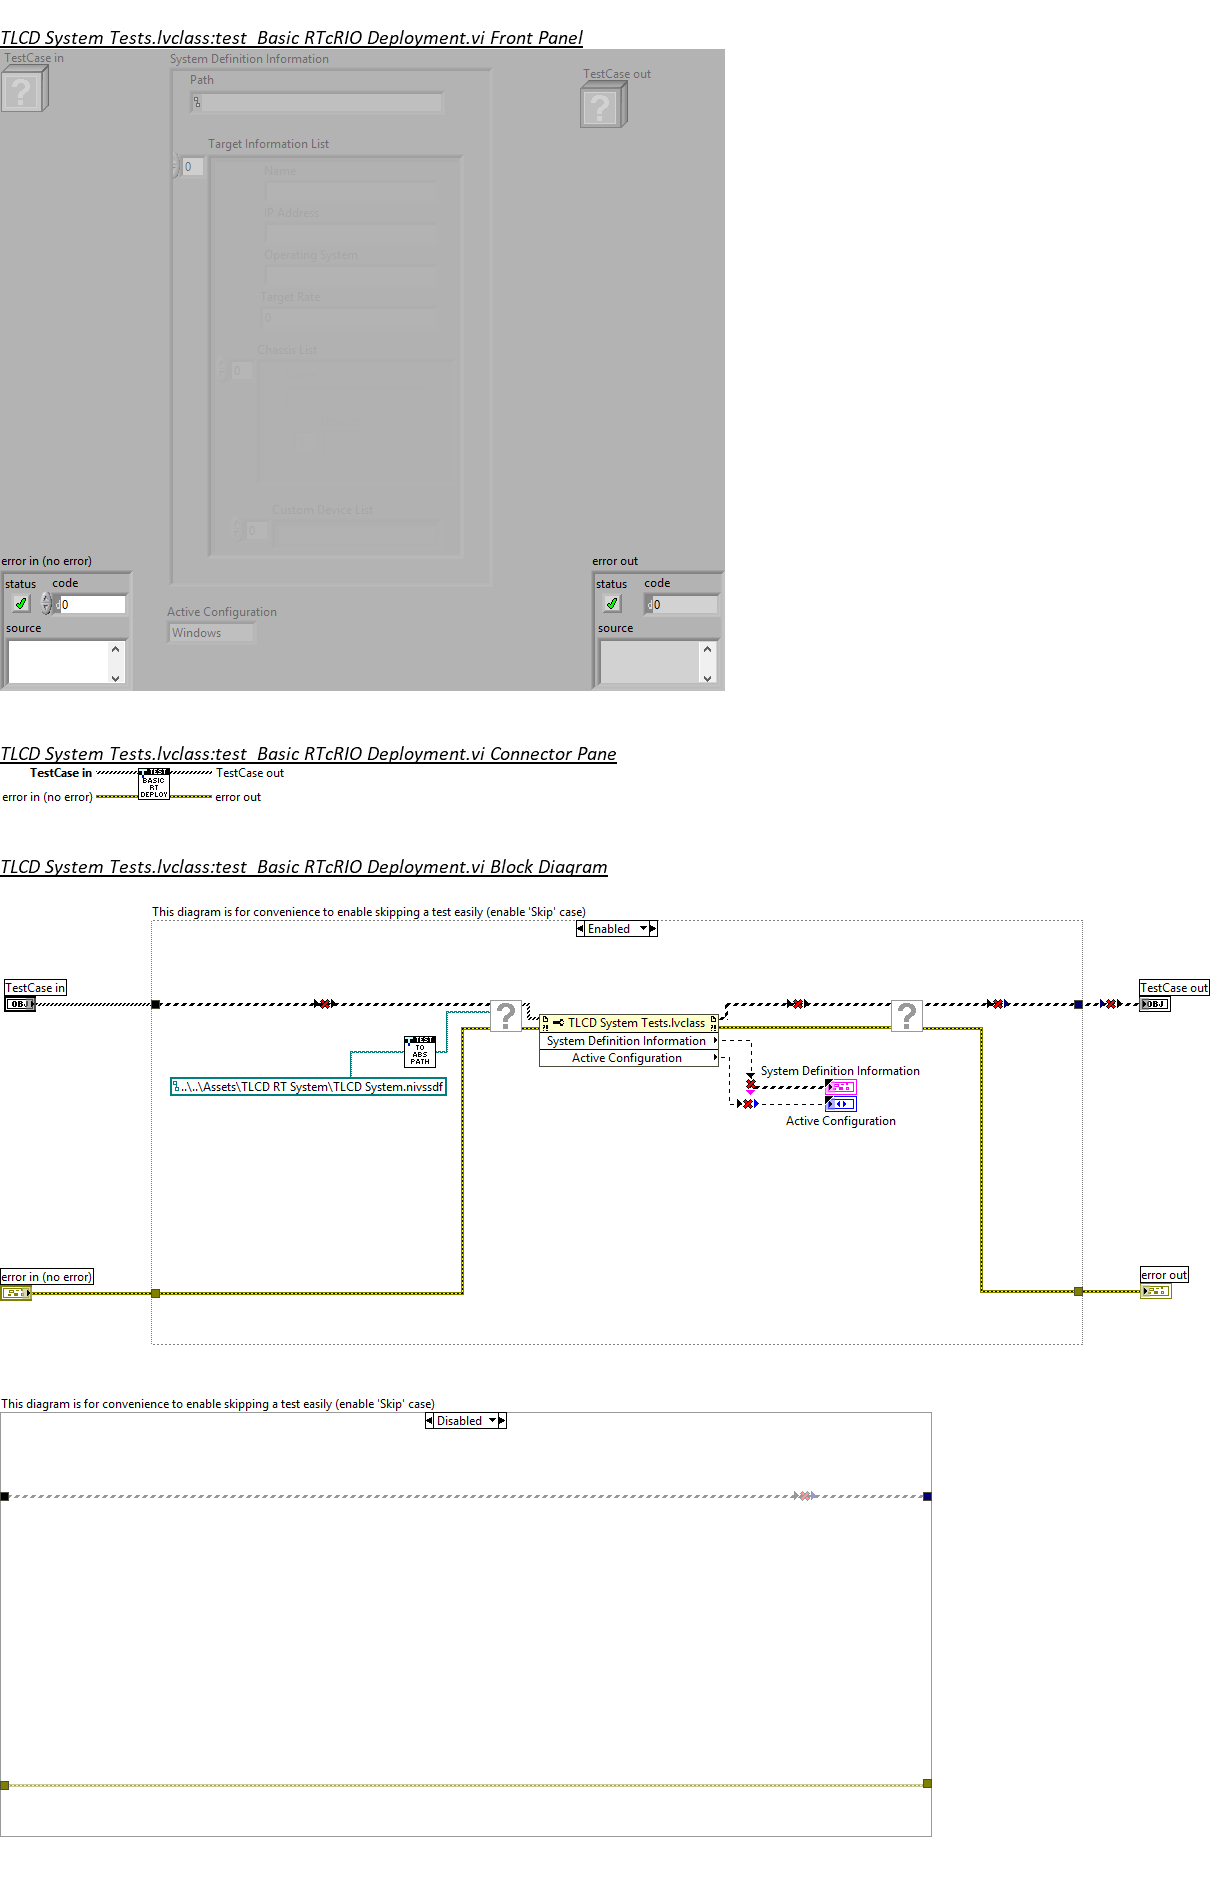 TLCD System Tests.lvclass:test Basic RTcRIO Deployment.vi Front Panel
TestCase in
System Definition Information
TestCase out
Path
Target Information List
0
Name
IP Address
Operating System
Target Rate
0
Chassis List
0
Custom Device List
0
error in (no error)
status code
0
source
error out
status code
0
source
Active Configuration
Windows
TLCD System Tests.lvclass:test Basic RTcRIO Deployment.vi Connector Pane
TestCase in
TestCase out
error in (no error)
error out
TEST
BASIC
RT
DEPLOY
TLCD System Tests.lvclass:test Basic RTcRIO Deployment.vi Block Diagram
This diagram is for convenience to enable skipping a test easily (enable 'Skip' case)
Enabled
TestCase in
OBJ
TestCase out
OBJ
?
?
TLCD System Tests.lvclass
System Definition Information
Active Configuration
TEST
TO
ABS
PATH
..\..\Assets\TLCD RT System\TLCD System.nivssdf
System Definition Information
Active Configuration
error in (no error)
error out
This diagram is for convenience to enable skipping a test easily (enable 'Skip' case)
Disabled